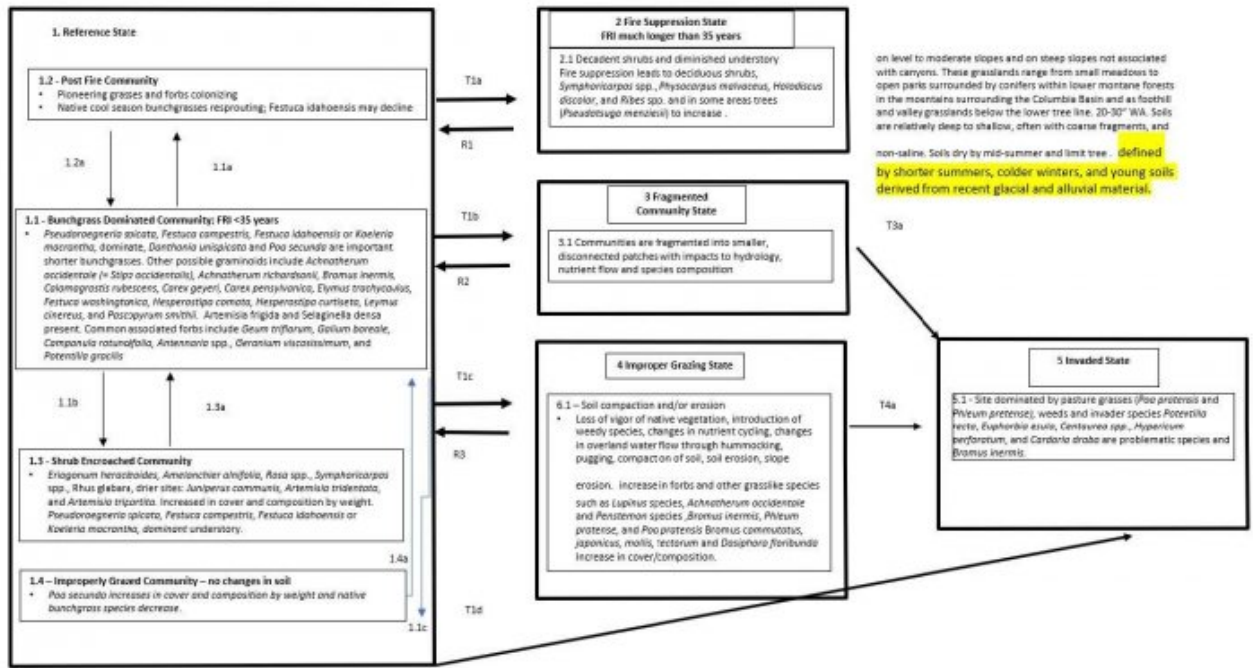 1. Reference State
1.2 - Post Fire Community
• Pioneering grasses and forbs colonizing
• Native cool season bunchgrasses resprouting; Festuca idahoensis may decline
1.2a
1.1a
1.1 - Bunchgrass Dominated Community: FRI <35 years
• Pseudoroegneria spicata, Festuca campestris, Festuca idahoensis or Koeleria
macrantha, dominate, Danthonia unispicata and Poa secunda are important
shorter bunchgrasses. Other possible graminoids include Achnatherum
occidentale (= Stipa occidentalis), Achnatherum richardsonii, Bromus inermis,
Calamagrostis rubescens, Carex geyeri, Carex pensylvanica, Elymus trachycaulus,
Festuca washingtonica, Hesperostipa comata, Hesperostipa curtiseta, Leymus
cinereus, and Pascopyrum smithii. Artemisia frigida and Selaginella densa
present. Common associated forbs include Geum triflorum, Galium boreale,
Campanula rotundifolia, Antennaria spp., Geranium viscosissimum, and
Potentilla gracilis
1.1b
1.3a
1.3 - Shrub Encroached Community
• Eriogonum heracleoides, Amelanchier alnifolia, Rosa spp., Symphoricarpos
spp., Rhus glabara, drier sites: Juniperus communis, Artemisia tridentata,
and Artemisia tripartita. Increased in cover and composition by weight.
Pseudoroegneria spicata, Festuca campestris, Festuca idahoensis or
Koeleria macrantha, dominant understory.
1.4a
1.4 – Improperly Grazed Community – no changes in soil
• Poa secunda increases in cover and composition by weight and native
bunchgrass species decrease.
1.1c
T1a
R1
T1b
R2
T1c
R3
T1d
2 Fire Suppression State
FRI much longer than 35 years
2.1 Decadent shrubs and diminished understory
Fire suppression leads to deciduous shrubs,
Symphoricarpos spp., Physocarpus malvaceus, Holodiscus
discolor, and Ribes spp. and in some areas trees
(Pseudotsuga menziesii) to increase .
3 Fragmented
Community State
3.1 Communities are fragmented into smaller,
disconnected patches with impacts to hydrology,
nutrient flow and species composition
4 Improper Grazing State
6.1 – Soil compaction and/or erosion
• Loss of vigor of native vegetation, introduction of
weedy species, changes in nutrient cycling, changes
in overland water flow through hummocking,
pugging, compaction of soil, soil erosion, slope
erosion. increase in forbs and other grasslike species
such as Lupinus species, Achnatherum occidentale
and Penstemon species ,Bromus inermis, Phleum
pratense, and Poa pratensis Bromus commutatus,
japonicus, mollis, tectorum and Dasiphora floribunda
Increase in cover/composition.
on level to moderate slopes and on steep slopes not associated
with canyons. These grasslands range from small meadows to
open parks surrounded by conifers within lower montane forests
in the mountains surrounding the Columbia Basin and as foothill
and valley grasslands below the lower tree line. 20-30" WA. Soils
are relatively deep to shallow, often with coarse fragments, and
non-saline. Soils dry by mid-summer and limit tree . defined
by shorter summers, colder winters, and young soils
derived from recent glacial and alluvial material.
T3a
T4a
5 Invaded State
5.1 - Site dominated by pasture grasses (Poa pratensis and
Phleum pretense), weeds and invader species Potentilla
recta, Euphorbia esula, Centaurea spp., Hypericum
perforatum, and Cardaria draba are problematic species and
Bromus inermis.